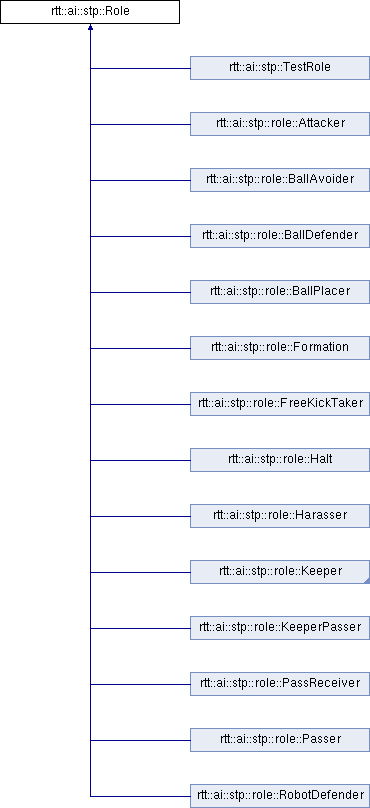 rtt::ai::stp::Role
rtt::ai::stp::TestRole
rtt::ai::stp::role::Attacker
rtt::ai::stp::role::BallAvoider
rtt::ai::stp::role::BallDefender
rtt::ai::stp::role::BallPlacer
rtt::ai::stp::role::Formation
rtt::ai::stp::role::FreeKickTaker
rtt::ai::stp::role::Halt
rtt::ai::stp::role::Harasser
rtt::ai::stp::role::Keeper
rtt::ai::stp::role::KeeperPasser
rtt::ai::stp::role::PassReceiver
rtt::ai::stp::role::Passer
rtt::ai::stp::role::RobotDefender